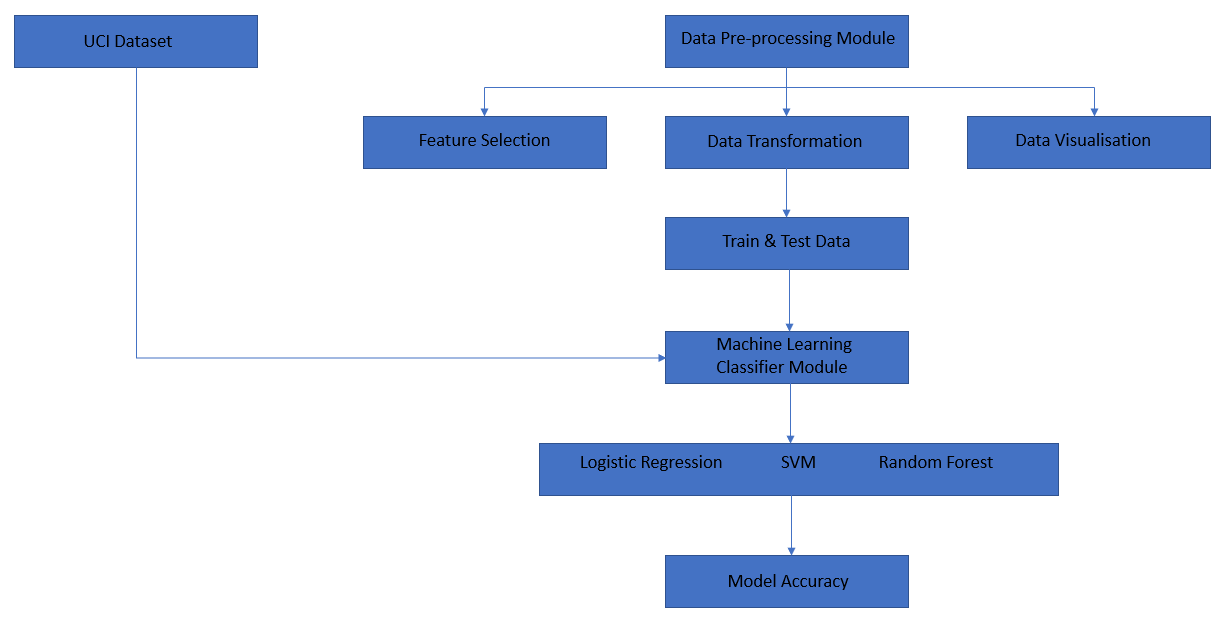 UCI Dataset
Data Pre-processing Module
Feature Selection
Data Transformation
Data Visualisation
Train & Test Data
Machine Learning
Classifier Module
Logistic Regression SVM Random Forest
Model Accuracy